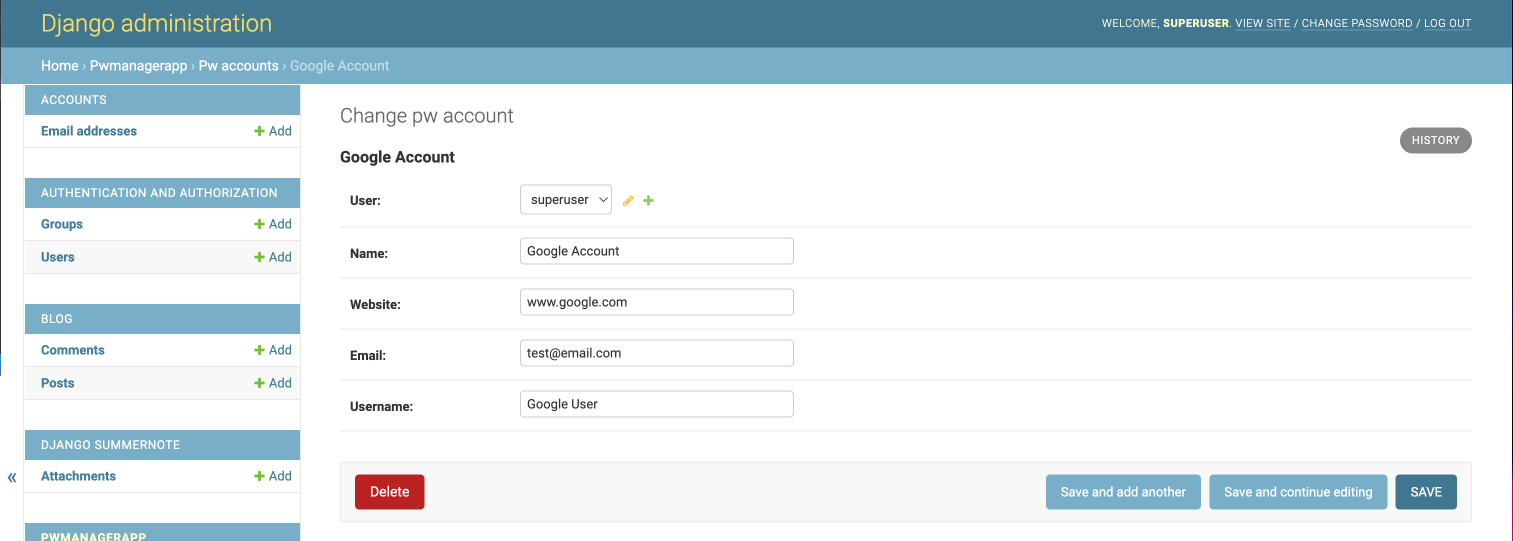 Django administration
WELCOME, SUPERUSER. VIEW SITE / CHANGE PASSWORD / LOG OUT
Home › Pwmanagerapp › Pw accounts › Google Account
ACCOUNTS
Email addresses + Add
AUTHENTICATION AND AUTHORIZATION
Groups + Add
Users + Add
BLOG
Comments + Add
Posts + Add
DJANGO SUMMERNOTE
Attachments + Add
PWMANAGERAPP
«
Change pw account
HISTORY
Google Account
User: superuser
Name: Google Account
Website: www.google.com
Email: test@email.com
Username: Google User
Delete Save and add another Save and continue editing SAVE